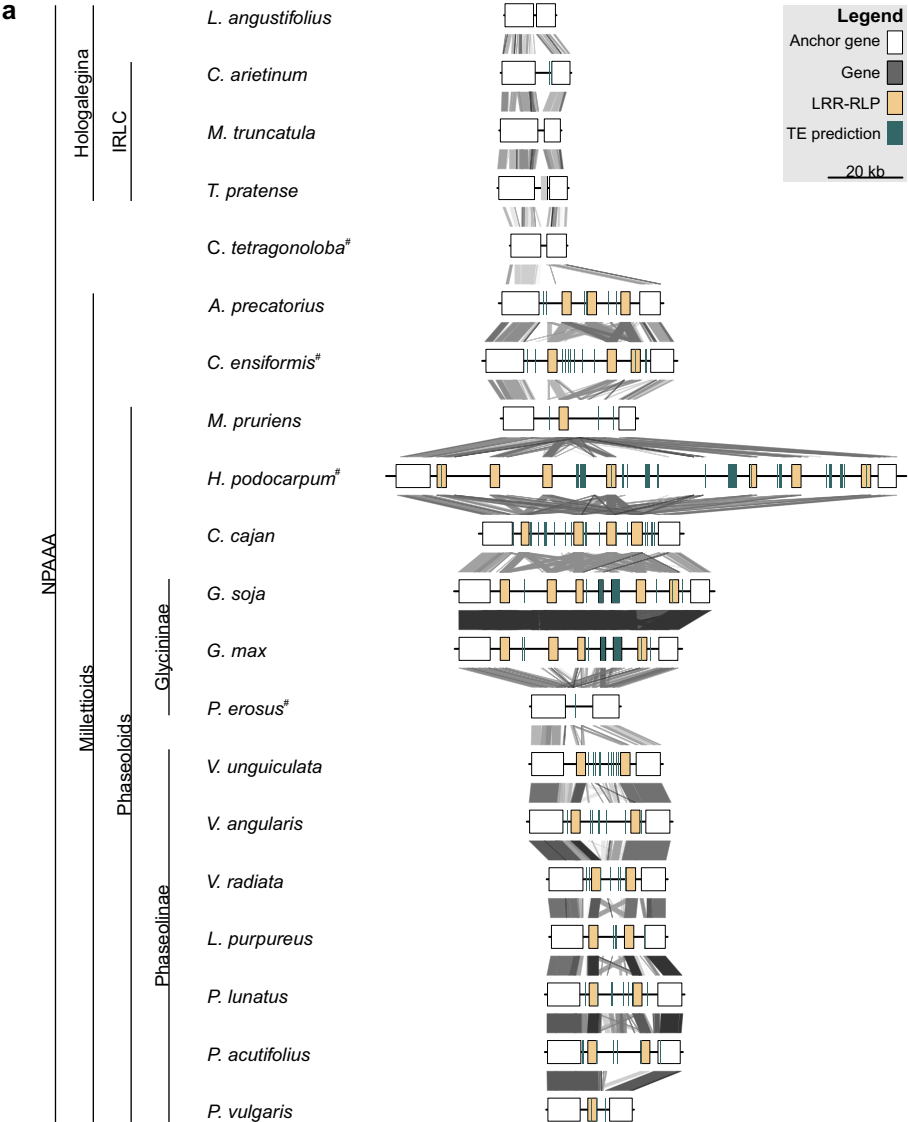 a
Legend
Anchor gene
Gene
LRR-RLP
TE prediction
20 kb
NPAAA
Hologalegina
IRLC
Millettioids
Phaseoloids
Glycininae
Phaseolinae
L. angustifolius
C. arietinum
M. truncatula
T. pratense
C. tetragonoloba#
A. precatorius
C. ensiformis#
M. pruriens
H. podocarpum#
C. cajan
G. soja
G. max
P. erosus#
V. unguiculata
V. angularis
V. radiata
L. purpureus
P. lunatus
P. acutifolius
P. vulgaris